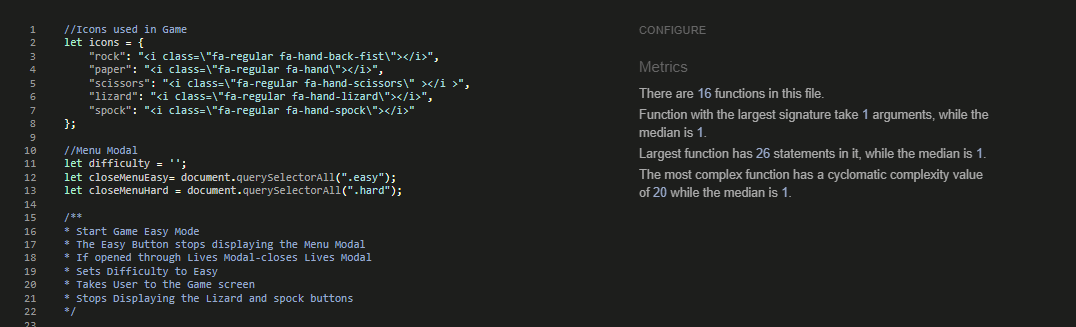 1 //Icons used in Game
2 let icons = {
3 "rock": "<i class=\"fa-regular fa-hand-back-fist\"></i>",
4 "paper": "<i class=\"fa-regular fa-hand\"></i>",
5 "scissors": "<i class=\"fa-regular fa-hand-scissors\" ></i >",
6 "lizard": "<i class=\"fa-regular fa-hand-lizard\"></i>",
7 "spock": "<i class=\"fa-regular fa-hand-spock\"></i>"
8 };
9
10 //Menu Modal
11 let difficulty = '';
12 let closeMenuEasy= document.querySelectorAll(".easy");
13 let closeMenuHard = document.querySelectorAll(".hard");
14
15 /**
16 * Start Game Easy Mode
17 * The Easy Button stops displaying the Menu Modal
18 * If opened through Lives Modal-closes Lives Modal
19 * Sets Difficulty to Easy
20 * Takes User to the Game screen
21 * Stops Displaying the Lizard and spock buttons
22 */
23
CONFIGURE
Metrics
There are 16 functions in this file.
Function with the largest signature take 1 arguments, while the
median is 1.
Largest function has 26 statements in it, while the median is 1.
The most complex function has a cyclomatic complexity value
of 20 while the median is 1.